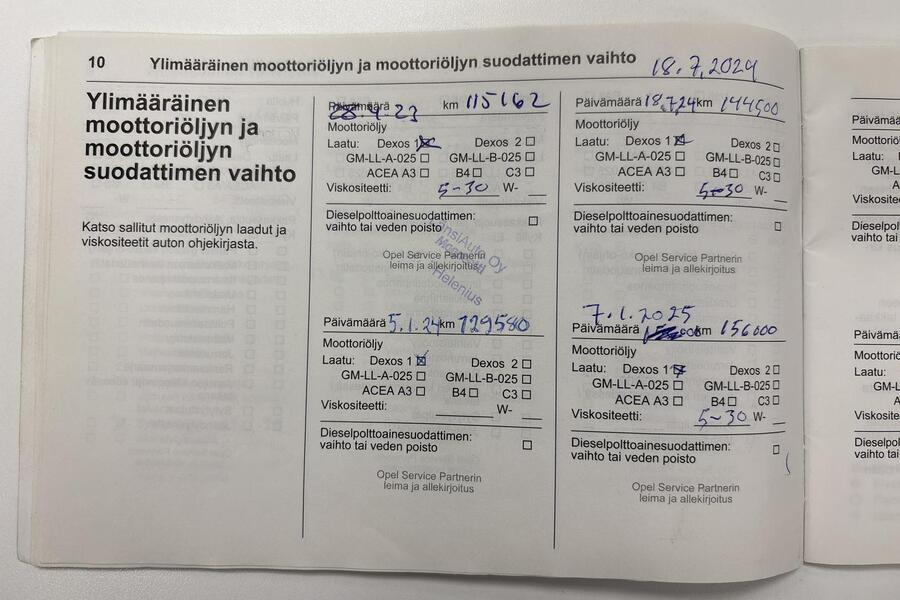 10 Ylimääräinen moottoriöljyn ja moottoriöljyn suodattimen vaihto 18.7.2024
Ylimääräinen
moottoriöljyn ja
moottoriöljyn
suodattimen vaihto
Katso sallitut moottoriöljyn laadut ja
viskositeetit auton ohjekirjasta.
Päivämäärä 28.4.23 km 115162
Moottoriöljy
Laatu: Dexos 1 Dexos 2
GM-LL-A-025 GM-LL-B-025
ACEA A3 B4 C3
Viskositeetti: 5-30 W-
Dieselpolttoainesuodattimen:
vaihto tai veden poisto
Opel Service Partnerin
leima ja allekirjoitus
Oy
Helenius
Päivämäärä 5.1.24 km 129580
Moottoriöljy
Laatu: Dexos 1 Dexos 2
GM-LL-A-025 GM-LL-B-025
ACEA A3 B4 C3
Viskositeetti: W-
Dieselpolttoainesuodattimen:
vaihto tai veden poisto
Opel Service Partnerin
leima ja allekirjoitus
Päivämäärä 18.7.24 km 144500
Moottoriöljy
Laatu: Dexos 1 Dexos 2
GM-LL-A-025 GM-LL-B-025
ACEA A3 B4 C3
Viskositeetti: 5-30 W-
Dieselpolttoainesuodattimen:
vaihto tai veden poisto
Opel Service Partnerin
leima ja allekirjoitus
7.1.2025
Päivämäärä km 156000
Moottoriöljy
Laatu: Dexos 1 Dexos 2
GM-LL-A-025 GM-LL-B-025
ACEA A3 B4 C3
Viskositeetti: 5-30 W-
Dieselpolttoainesuodattimen:
vaihto tai veden poisto
Opel Service Partnerin
leima ja allekirjoitus